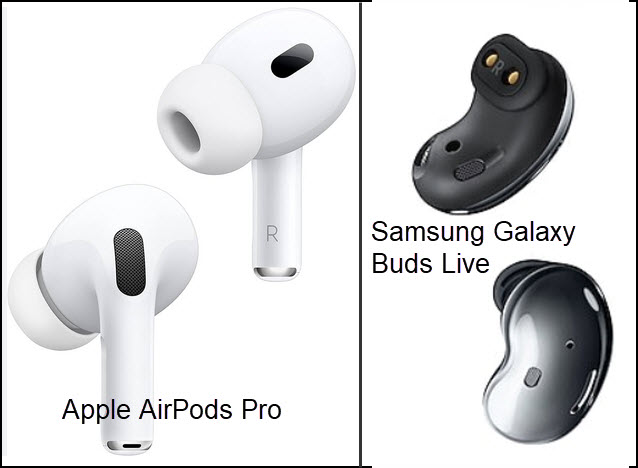 R
Apple AirPods Pro
R
Samsung Galaxy
Buds Live